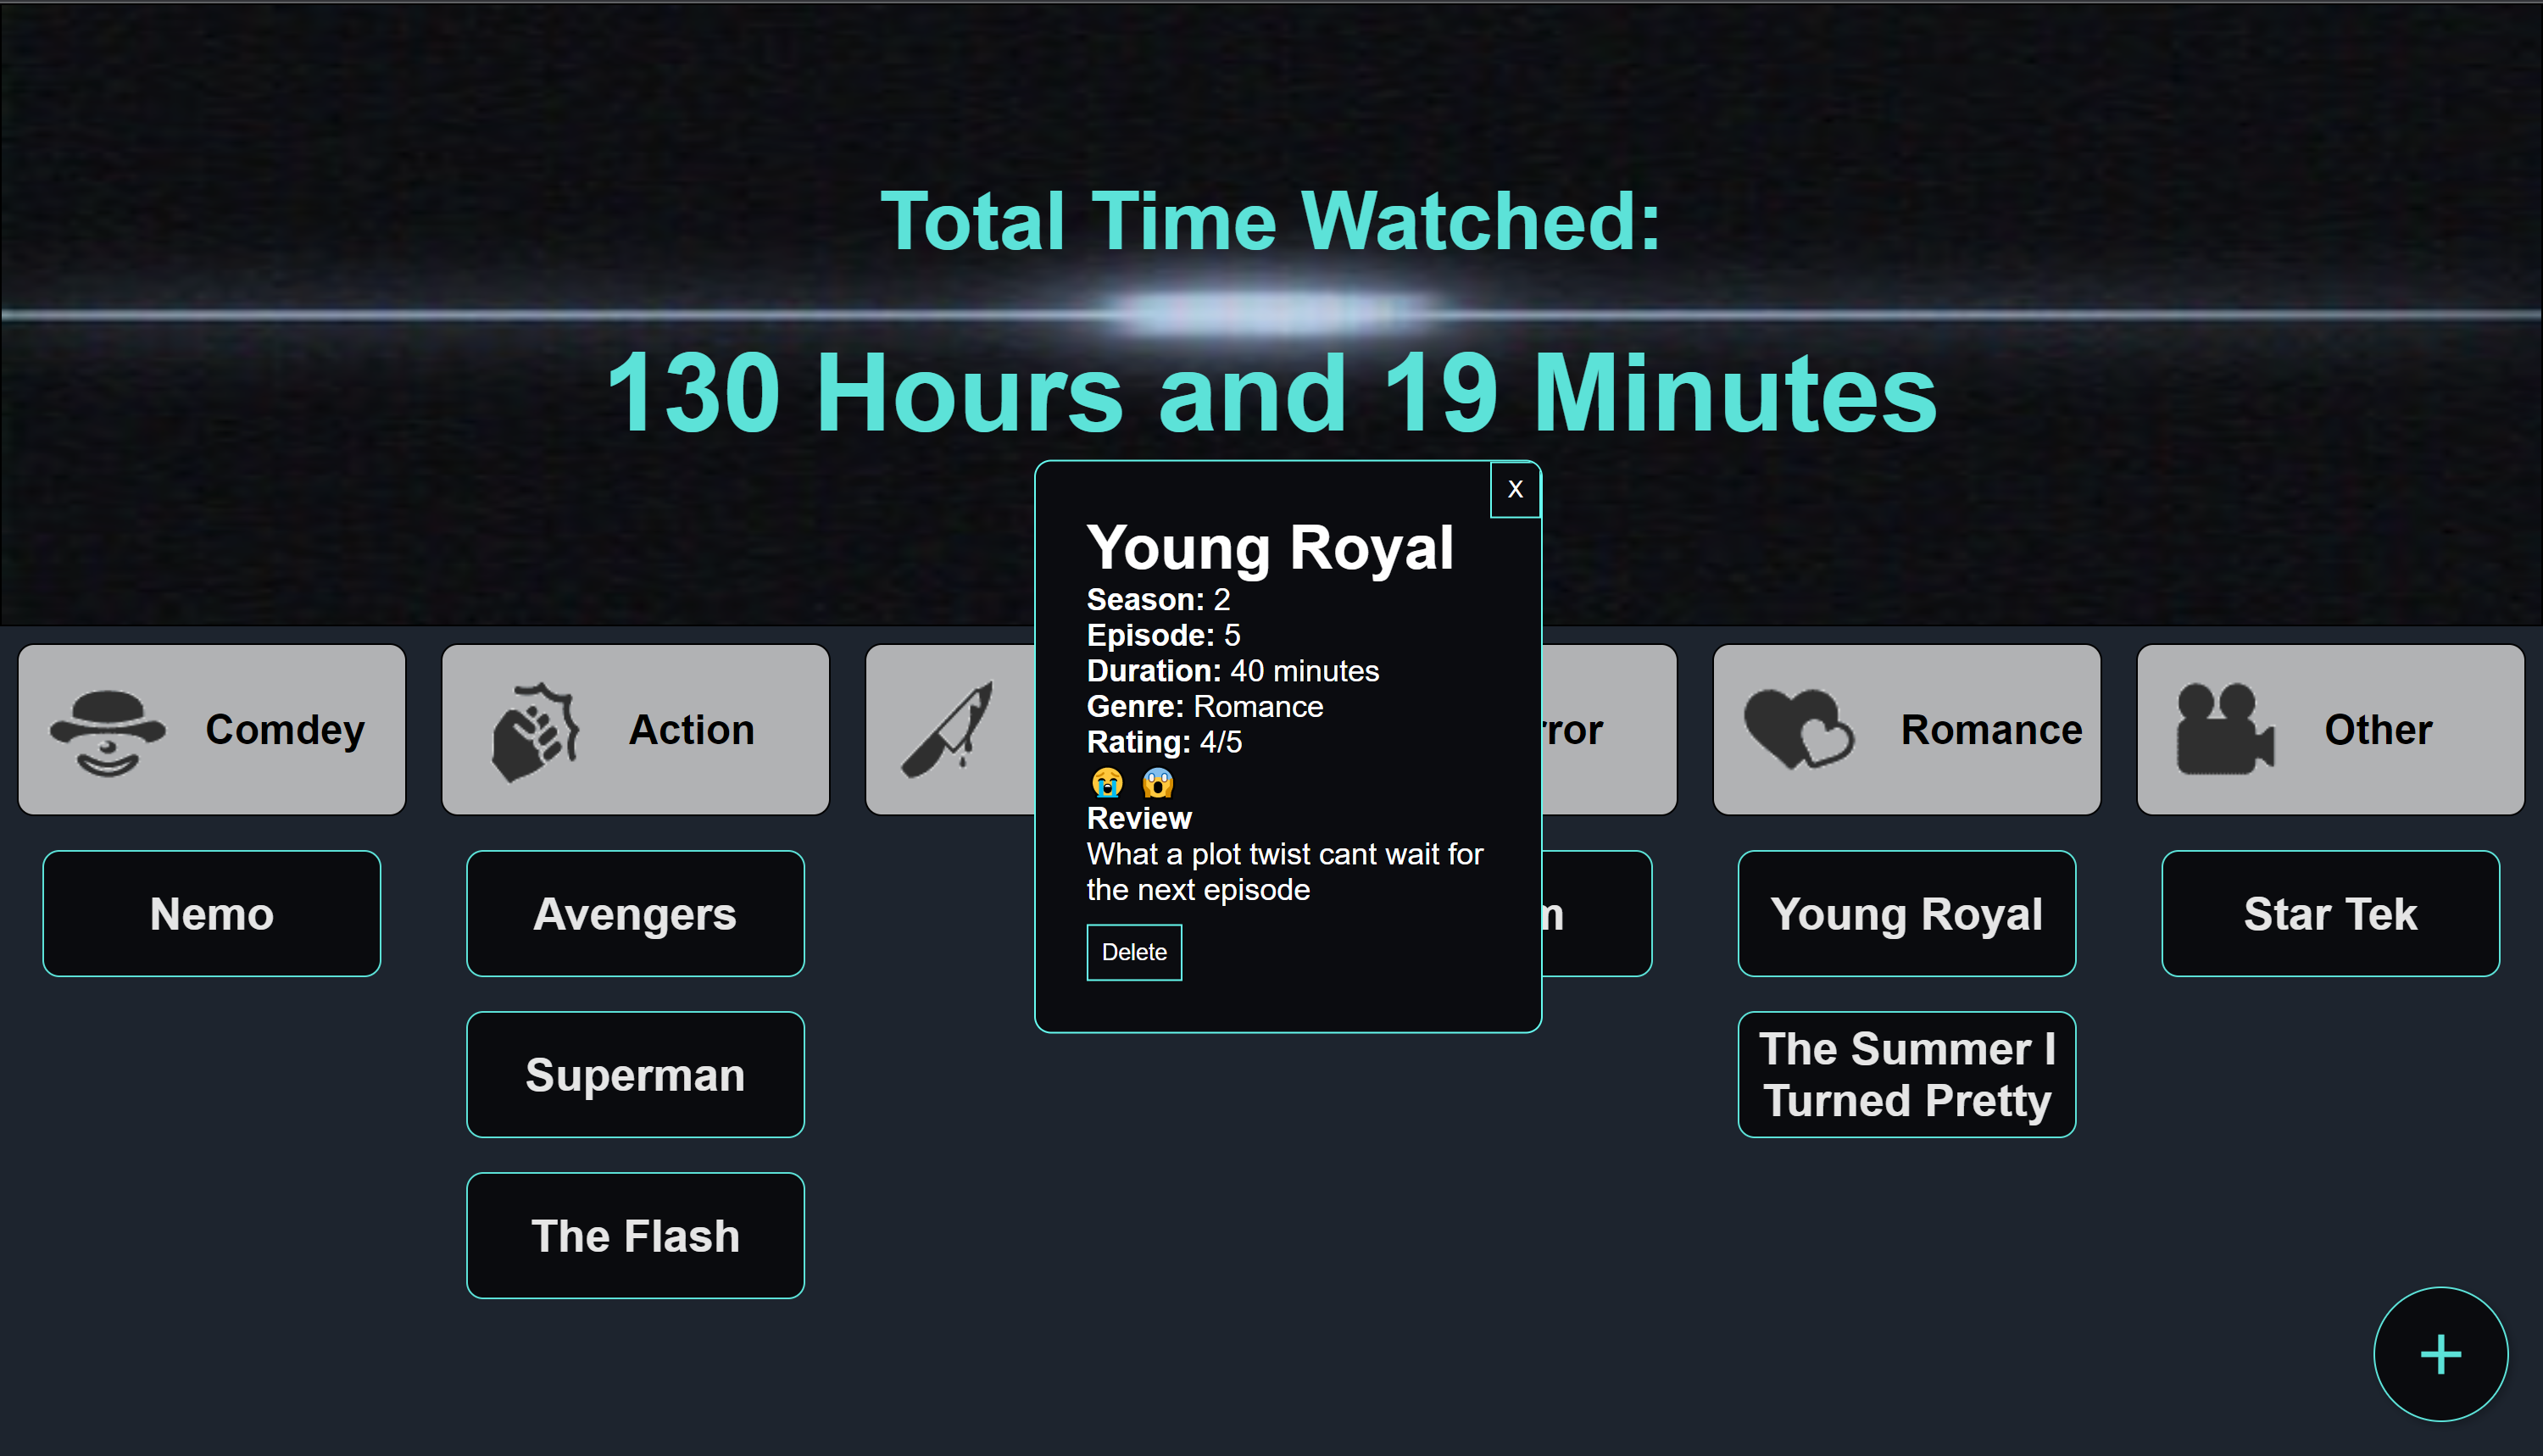 Total Time Watched:
130 Hours and 19 Minutes
X
Young Royal
Season: 2
Episode: 5
Duration: 40 minutes
Genre: Romance
Rating: 4/5
😭 😱
Review
What a plot twist cant wait for
the next episode
Delete
Comdey
Action
Romance
Other
Nemo
Avengers
Young Royal
Star Tek
Superman
The Summer I
Turned Pretty
The Flash
+